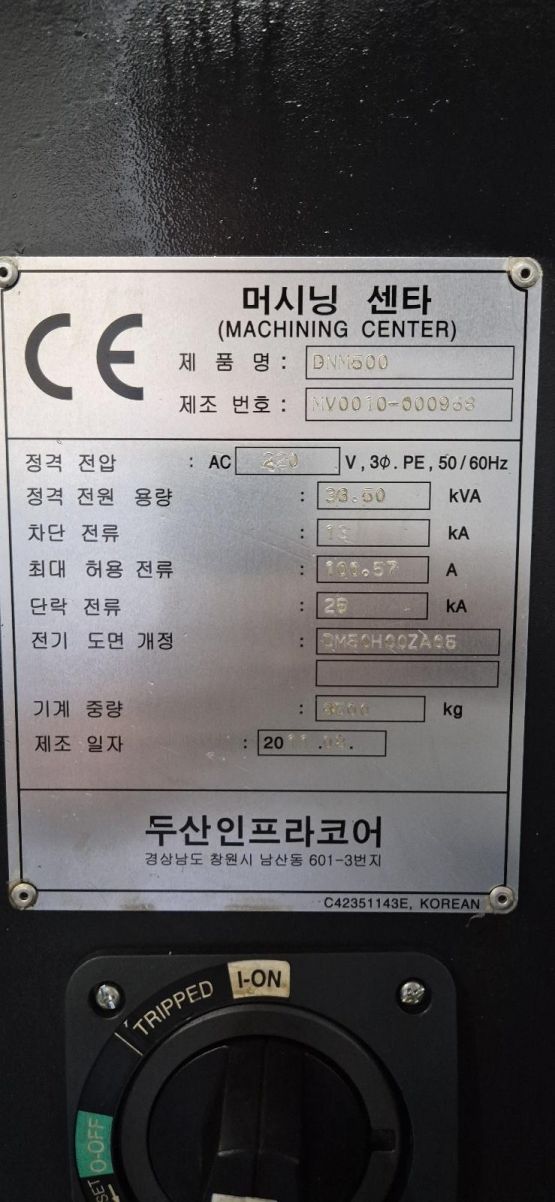 CE
머시닝 센타
(MACHINING CENTER)
제 품 명 : DNM500
제조 번호 :
정격 전압 : AC 220 V, 3Φ. PE, 50/60Hz
정격 전원 용량 : kVA
차단 전류 : kA
최대 허용 전류 : 100.57 A
단락 전류 : kA
전기 도면 개정 :
기계 중량 : kg
제조 일자 : 2011 .
두산인프라코어
경상남도 창원시 남산동 601-3번지
C42351143E, KOREAN
TRIPPED
I-ON
O-OFF